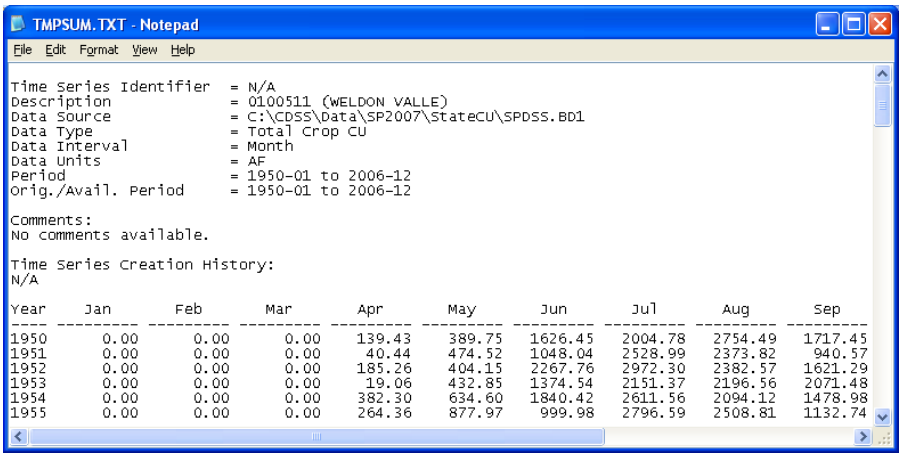 TMPSUM.TXT - Notepad
File Edit Format View Help
Time Series Identifier = N/A
Description = 0100511 (WELDON VALLE)
Data Source = C:\CDSS\Data\SP2007\StateCU\SPDSS.BD1
Data Type = Total Crop CU
Data Interval = Month
Data Units = AF
Period = 1950-01 to 2006-12
Orig./Avail. Period = 1950-01 to 2006-12
Comments:
No comments available.
Time Series Creation History:
N/A
Year Jan Feb Mar Apr May Jun Jul Aug Sep
---- --------- --------- --------- --------- --------- --------- --------- --------- ---------
1950 0.00 0.00 0.00 139.43 389.75 1626.45 2004.78 2754.49 1717.45
1951 0.00 0.00 0.00 40.44 474.52 1048.04 2528.99 2373.82 940.57
1952 0.00 0.00 0.00 185.26 404.15 2267.76 2972.30 2382.57 1621.29
1953 0.00 0.00 0.00 19.06 432.85 1374.54 2151.37 2196.56 2071.48
1954 0.00 0.00 0.00 382.30 634.60 1840.42 2611.56 2094.12 1478.98
1955 0.00 0.00 0.00 264.36 877.97 999.98 2796.59 2508.81 1132.74